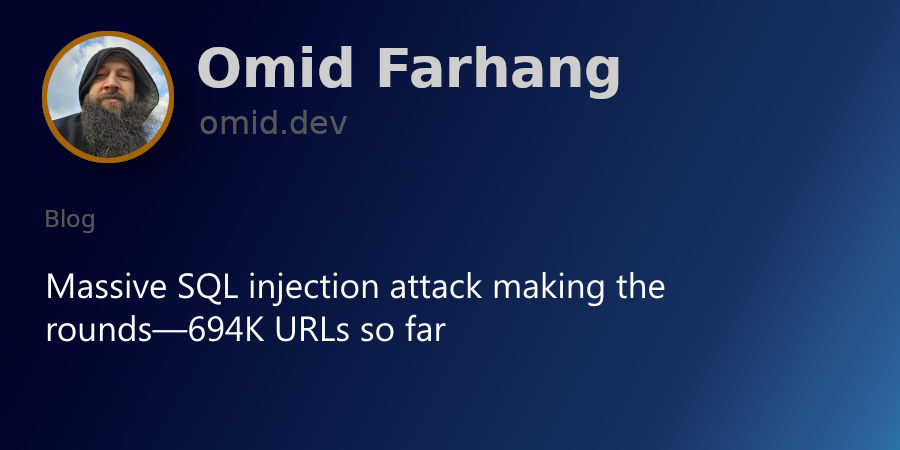 Omid Farhang
omid.dev
Blog
Massive SQL injection attack making the
rounds—694K URLs so far